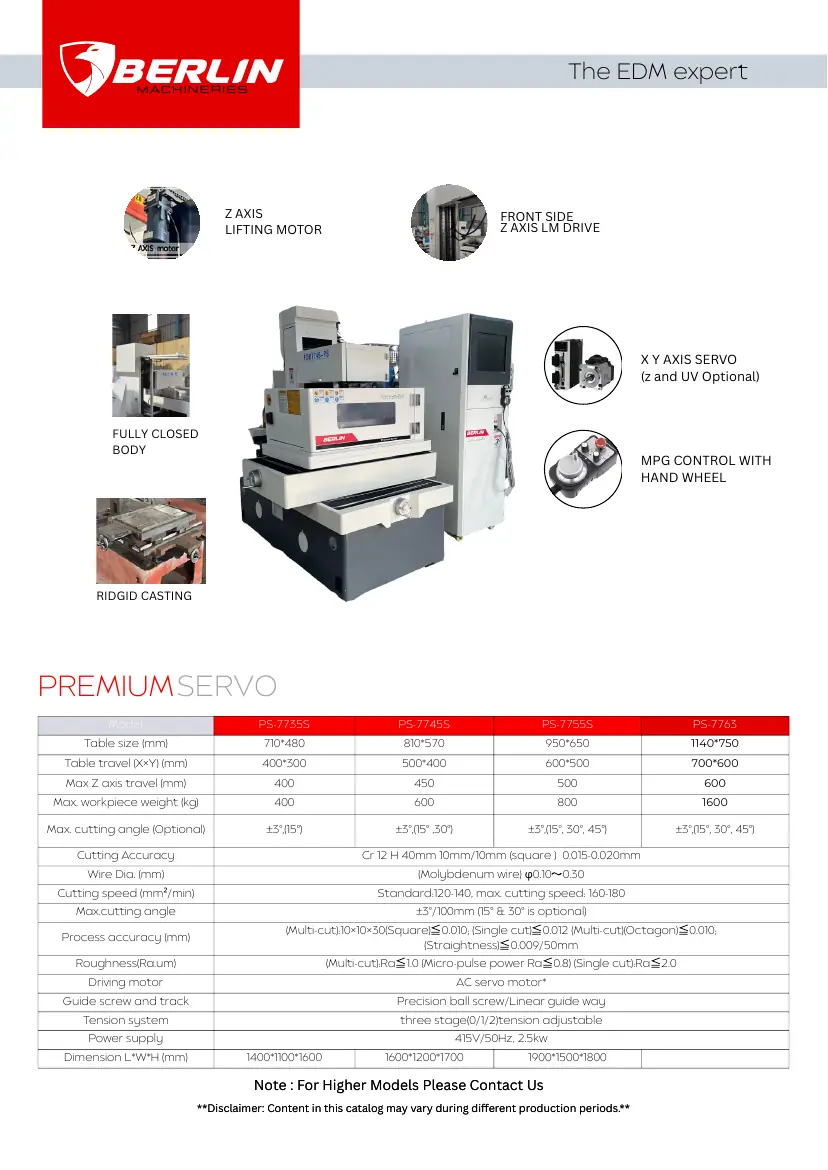 BERLIN
MACHINERIES
The EDM expert
Z AXIS
LIFTING MOTOR
Z AXIS motor
FRONT SIDE
Z AXIS LM DRIVE
FULLY CLOSED
BODY
BERLIN
BERLIN
X Y AXIS SERVO
(z and UV Optional)
MPG CONTROL WITH
HAND WHEEL
RIDGID CASTING
PREMIUM SERVO
Model PS-7735S PS-7745S PS-7755S PS-7763
Table size (mm) 710*480 810*570 950*650 1140*750
Table travel (X×Y) (mm) 400*300 500*400 600*500 700*600
Max Z axis travel (mm) 400 450 500 600
Max. workpiece weight (kg) 400 600 800 1600
Max. cutting angle (Optional) ±3°,(15°) ±3°,(15° ,30°) ±3°,(15°, 30°, 45°) ±3°,(15°, 30°, 45°)
Cutting Accuracy Cr 12 H 40mm 10mm/10mm (square ) 0.015-0.020mm
Wire Dia. (mm) (Molybdenum wire) φ0.10～0.30
Cutting speed (mm²/min) Standard:120-140, max. cutting speed: 160-180
Max.cutting angle ±3°/100mm (15° & 30° is optional)
Process accuracy (mm) (Multi-cut):10×10×30(Square)≦0.010; (Single cut)≦0.012 (Multi-cut)(Octagon)≦0.010;
(Straightness)≦0.009/50mm
Roughness(Ra:um) (Multi-cut):Ra≦1.0 (Micro-pulse power Ra≦0.8) (Single cut):Ra≦2.0
Driving motor AC servo motor*
Guide screw and track Precision ball screw/Linear guide way
Tension system three stage(0/1/2)tension adjustable
Power supply 415V/50Hz, 2.5kw
Dimension L*W*H (mm) 1400*1100*1600 1600*1200*1700 1900*1500*1800
Note : For Higher Models Please Contact Us
**Disclaimer: Content in this catalog may vary during different production periods.**